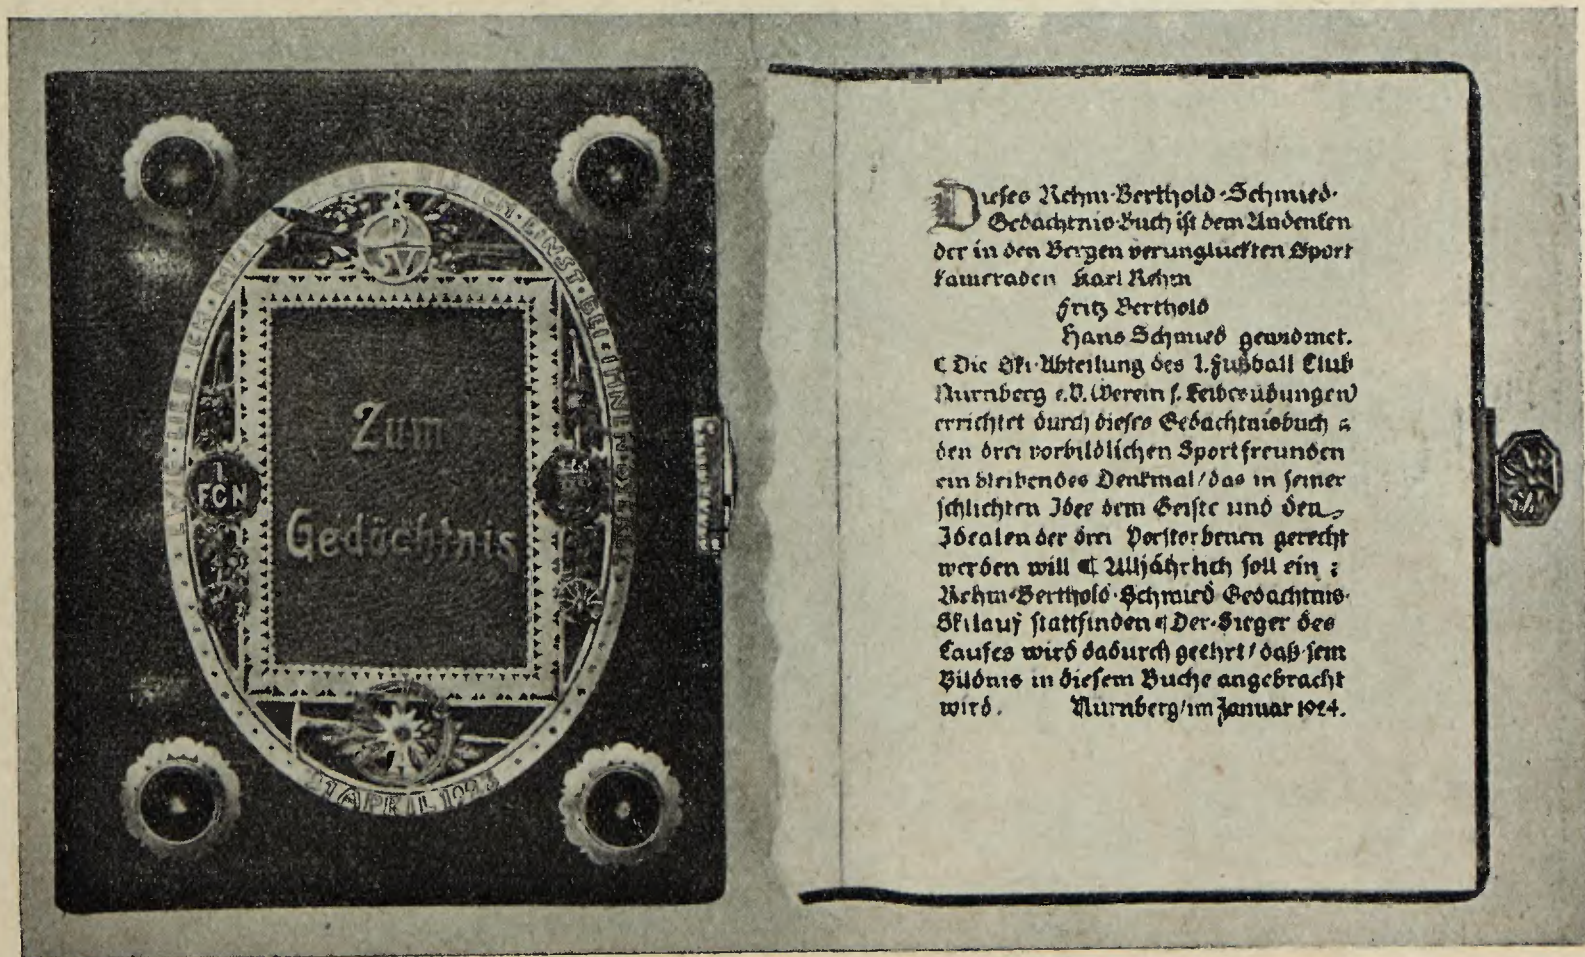 Zum
Gedächtnis
1
FCN
21 APRIL 1923
Dieses Rehm-Berthold-Schmied-
Gedächtnis-Buch ist dem Andenken
der in den Bergen verunglückten Sport
kameraden Karl Rehm
Fritz Berthold
Hans Schmied gewidmet.
Die Ski-Abteilung des 1. Fußball Club
Nürnberg e.V. (Verein f. Leibesübungen)
errichtet durch dieses Gedächtnisbuch
den drei vorbildlichen Sportfreunden
ein bleibendes Denkmal/das in seiner
schlichten Idee dem Geiste und den
Idealen der drei Verstorbenen gerecht
werden will Alljährlich soll ein
Rehm-Berthold-Schmied Gedächtnis-
Skilauf stattfinden Der Sieger des
Laufes wird dadurch geehrt/daß sein
Bildnis in diesem Buche angebracht
wird. Nürnberg/im Januar 1924.